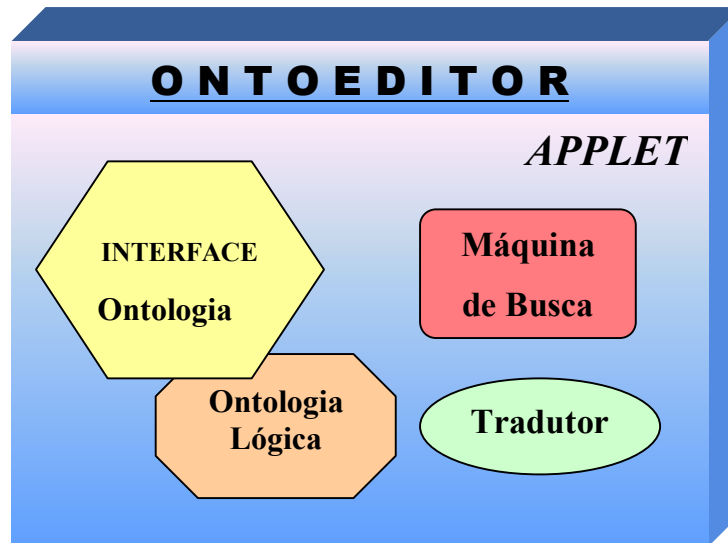 O N T O E D I T O R
APPLET
INTERFACE
Ontologia
Máquina
de Busca
Ontologia
Lógica
Tradutor